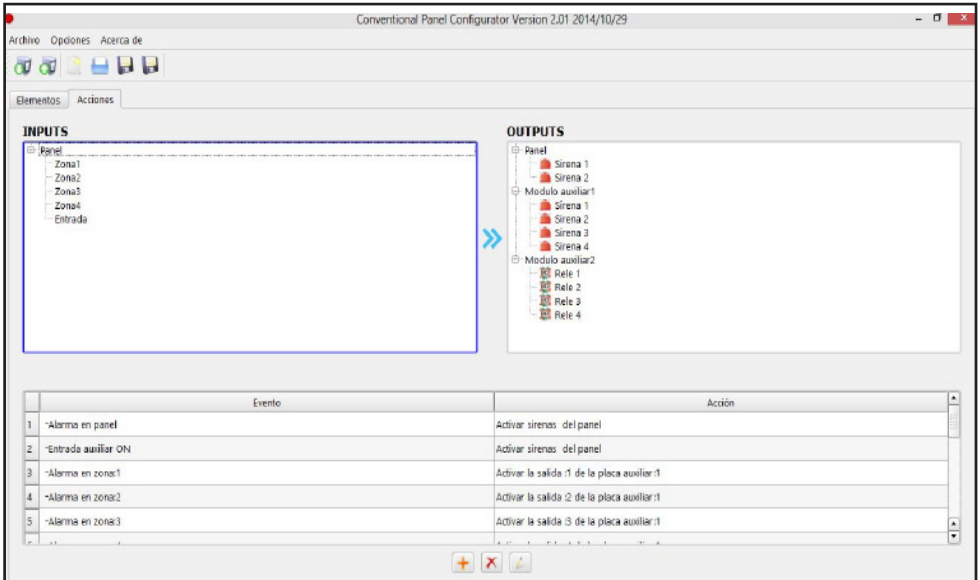 Conventional Panel Configurator Version 2.01 2014/10/29
Archivo Opciones Acerca de
Elementos Acciones
INPUTS
Panel
Zona1
Zona2
Zona3
Zona4
Entrada
OUTPUTS
Panel
Sirena 1
Sirena 2
Modulo auxiliar1
Sirena 1
Sirena 2
Sirena 3
Sirena 4
Modulo auxiliar2
Rele 1
Rele 2
Rele 3
Rele 4
Evento Acción
1 -Alarma en panel Activar sirenas del panel
2 -Entrada auxiliar ON Activar sirenas del panel
3 -Alarma en zona:1 Activar la salida :1 de la placa auxiliar:1
4 -Alarma en zona:2 Activar la salida :2 de la placa auxiliar:1
5 -Alarma en zona:3 Activar la salida :3 de la placa auxiliar:1